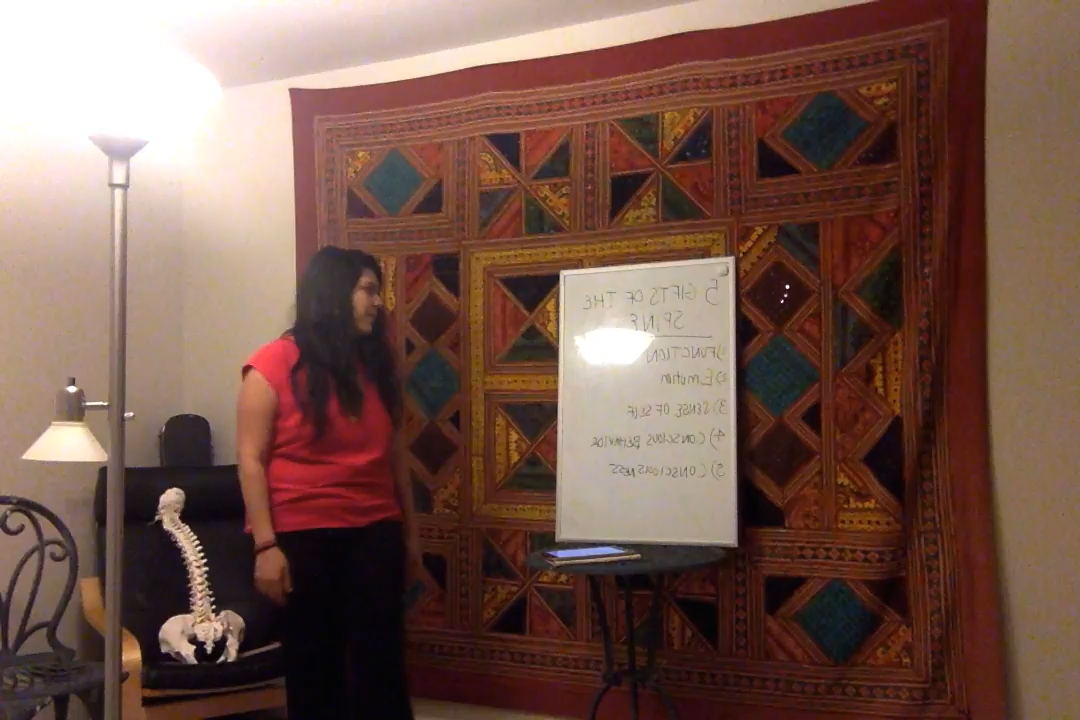 5 GIFTS OF THE
SPINE
1) FUNCTION
2) Emotion
3) SENSE OF SELF
4) CONSCIOUS BEHAVIOR
5) CONSCIOUSNESS